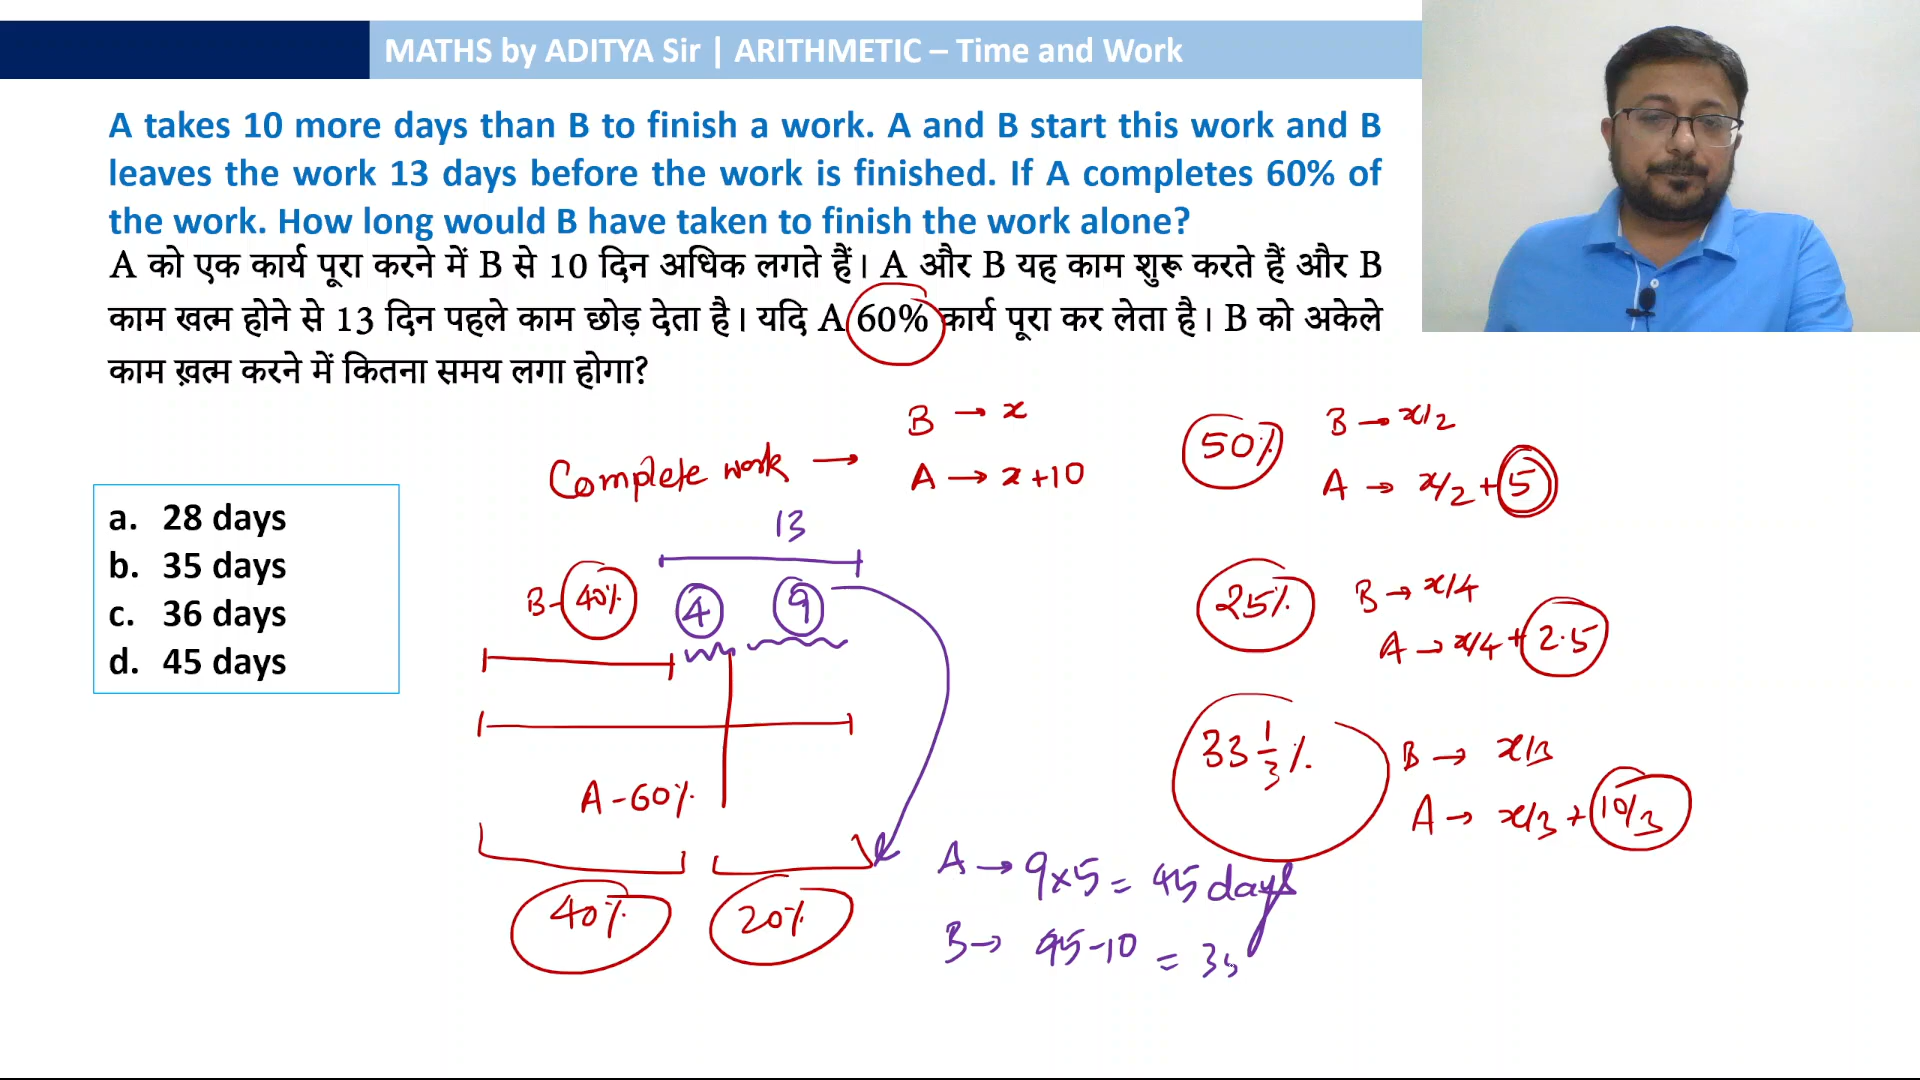 MATHS by ADITYA Sir | ARITHMETIC – Time and Work
A takes 10 more days than B to finish a work. A and B start this work and B
leaves the work 13 days before the work is finished. If A completes 60% of
the work. How long would B have taken to finish the work alone?
A को एक कार्य पूरा करने में B से 10 दिन अधिक लगते हैं। A और B यह काम शुरू करते हैं और B
काम खत्म होने से 13 दिन पहले काम छोड़ देता है। यदि A 60% कार्य पूरा कर लेता है। B को अकेले
काम ख़त्म करने में कितना समय लगा होगा?
a. 28 days
b. 35 days
c. 36 days
d. 45 days
Complete work →
B → x
A → x+10
13
B-40%
4
9
A-60%
40%
20%
A → 9x5 = 45 days
B → 45-10 = 35
50%
B → x/2
A → x/2+5
25%
B → x/4
A → x/4+2.5
33 1/3 %
B → x/3
A → x/3+10/3